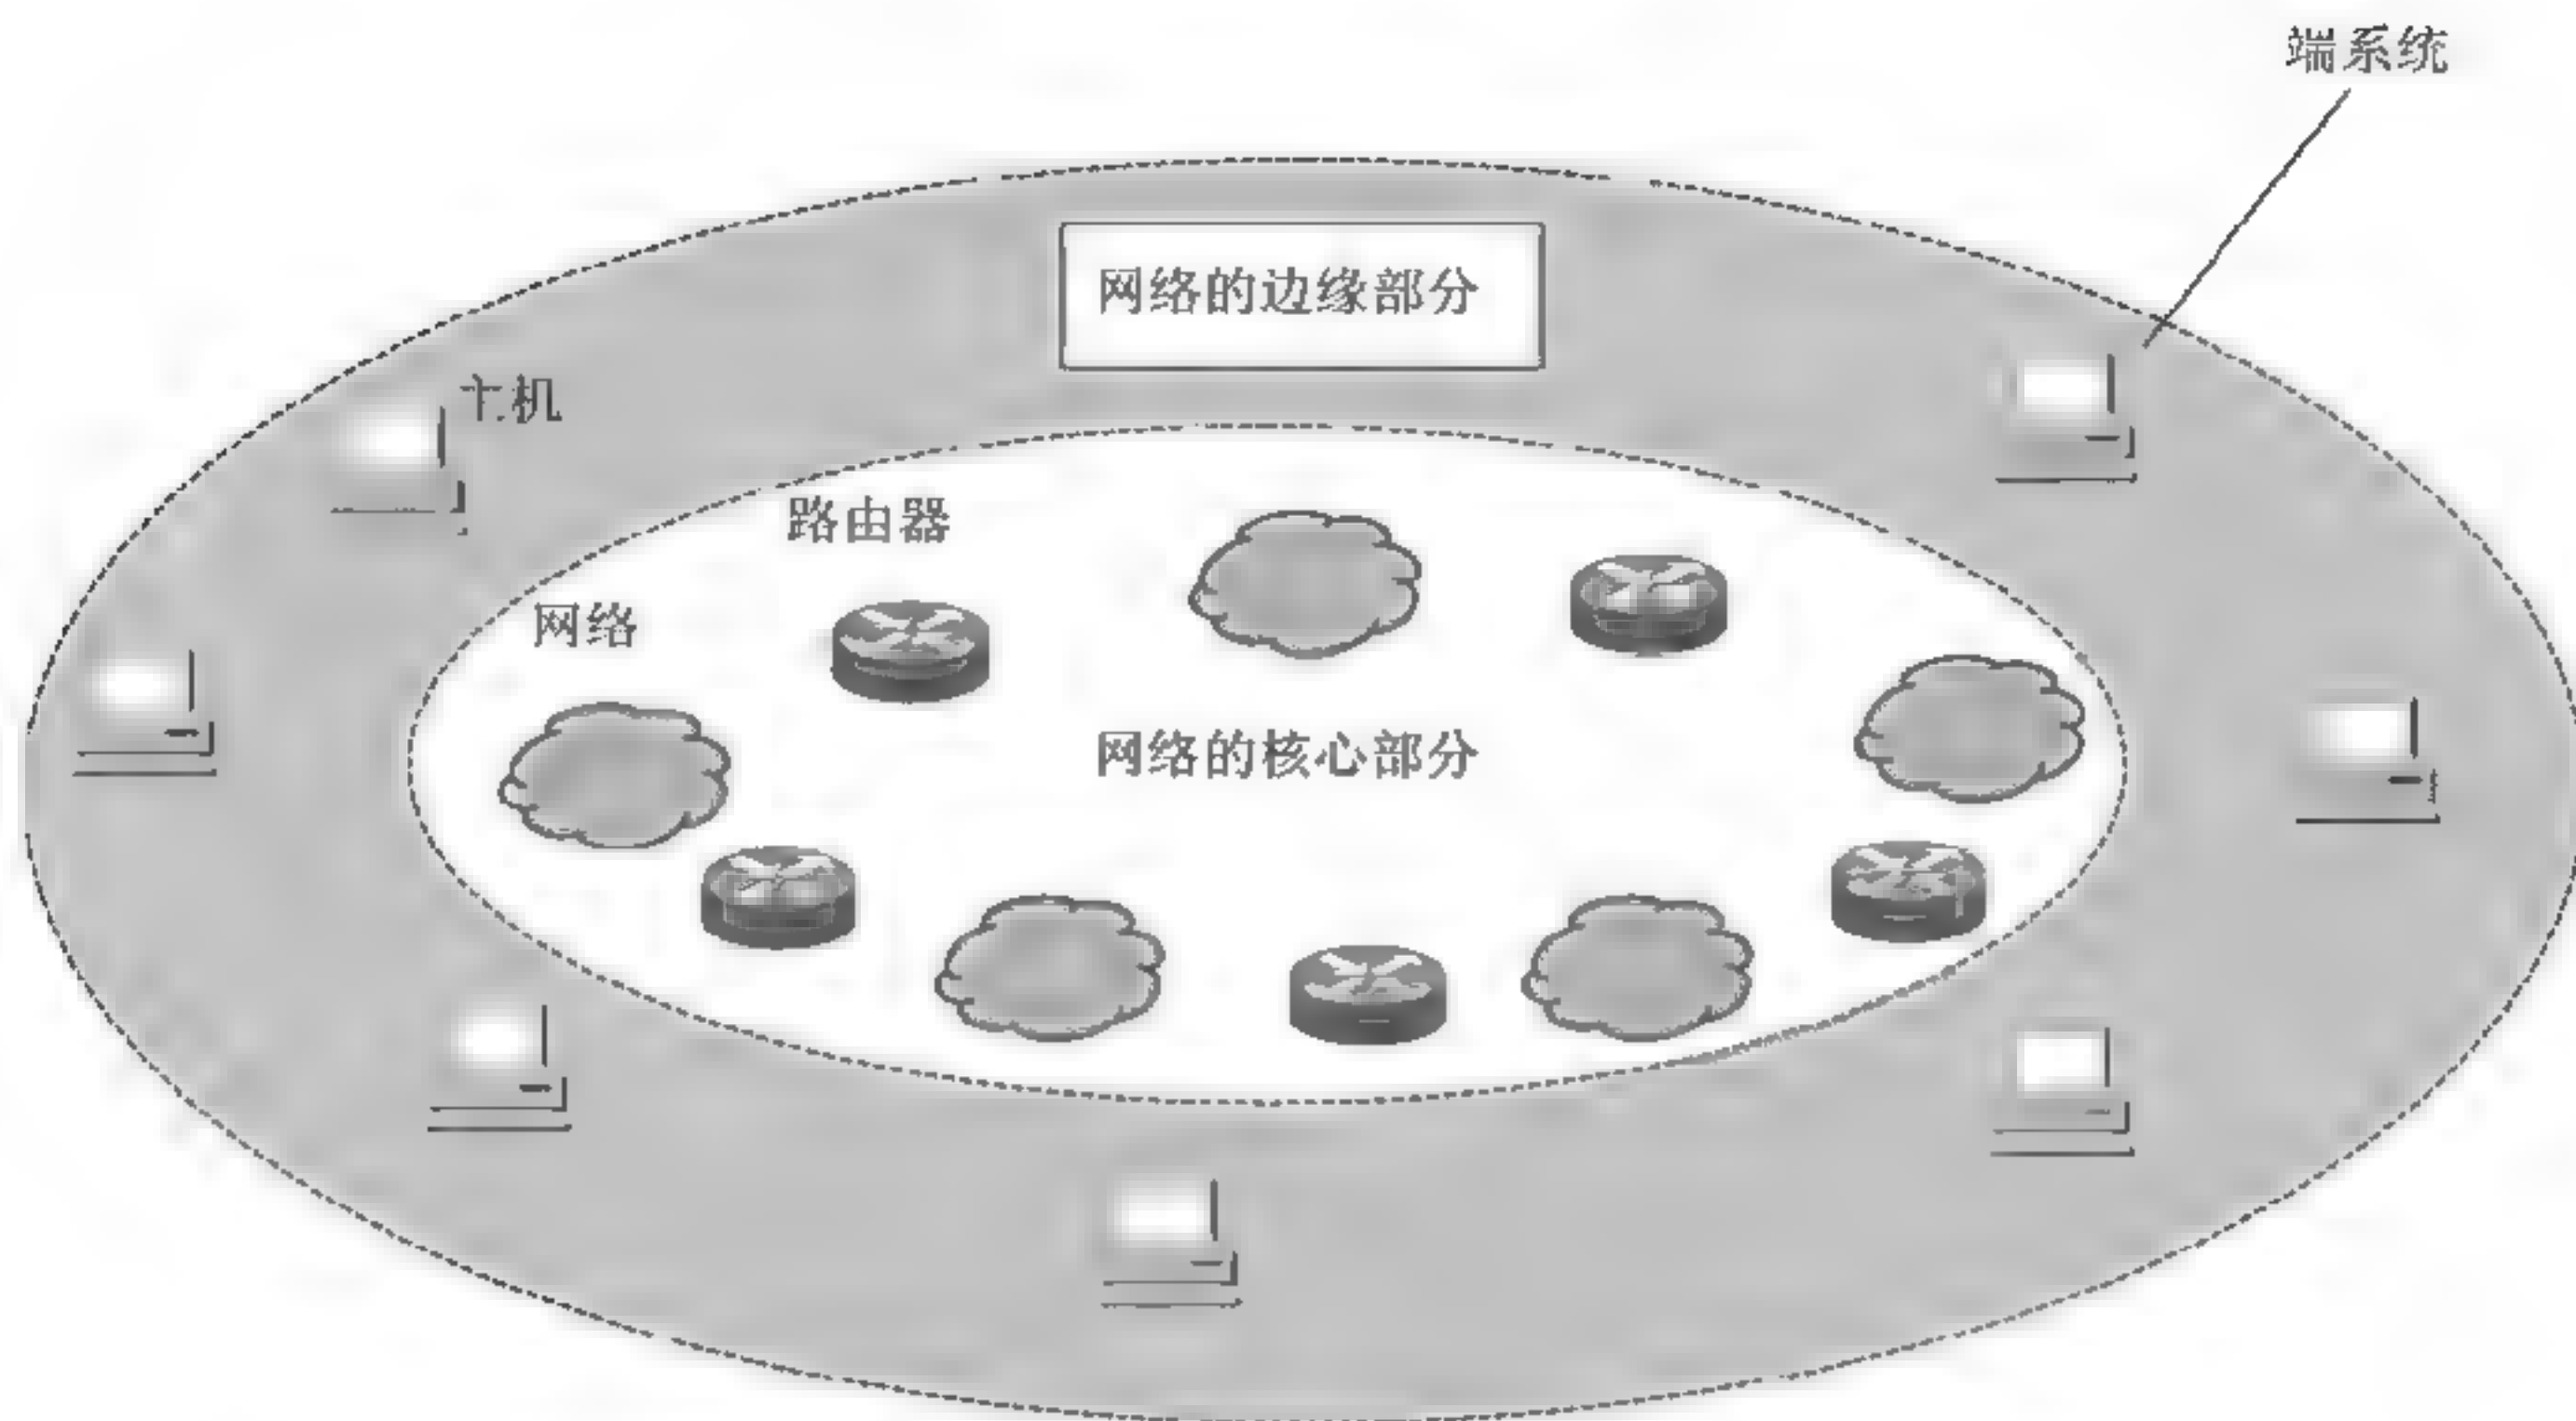 端系统
网络的边缘部分
主机
路由器
网络
网络的核心部分